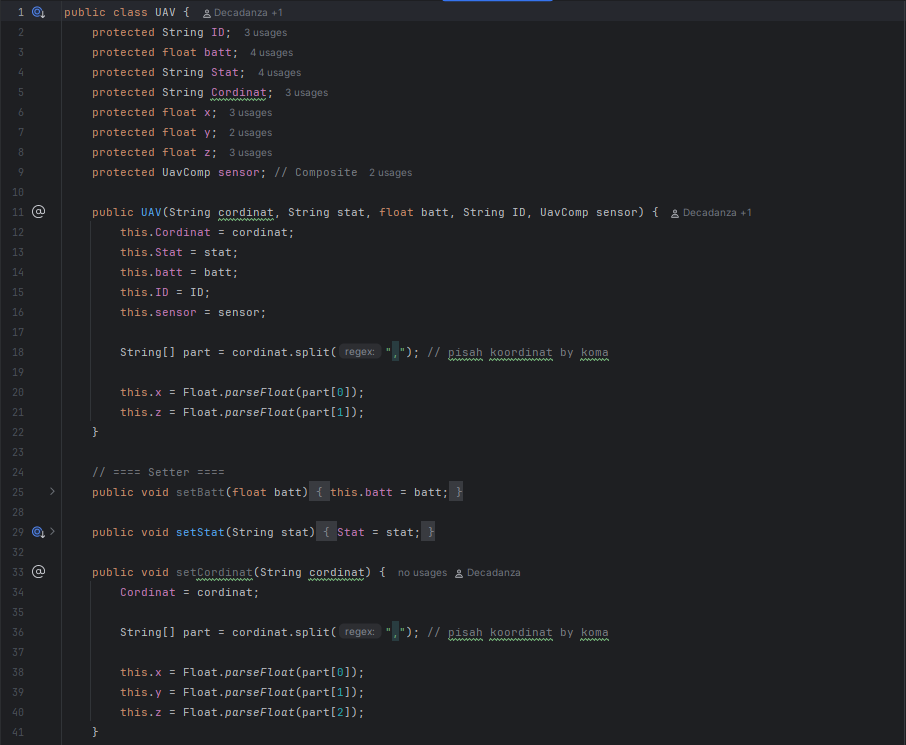 1 public class UAV { Decadanza +1
2 protected String ID; 3 usages
3 protected float batt; 4 usages
4 protected String Stat; 4 usages
5 protected String Cordinat; 3 usages
6 protected float x; 3 usages
7 protected float y; 2 usages
8 protected float z; 3 usages
9 protected UavComp sensor; // Composite 2 usages
10
11 public UAV(String cordinat, String stat, float batt, String ID, UavComp sensor) { Decadanza +1
12 this.Cordinat = cordinat;
13 this.Stat = stat;
14 this.batt = batt;
15 this.ID = ID;
16 this.sensor = sensor;
17
18 String[] part = cordinat.split( regex: ","); // pisah koordinat by koma
19
20 this.x = Float.parseFloat(part[0]);
21 this.z = Float.parseFloat(part[1]);
22 }
23
24 // ==== Setter ====
25 public void setBatt(float batt) { this.batt = batt; }
28
29 public void setStat(String stat) { Stat = stat; }
32
33 public void setCordinat(String cordinat) { no usages Decadanza
34 Cordinat = cordinat;
35
36 String[] part = cordinat.split( regex: ","); // pisah koordinat by koma
37
38 this.x = Float.parseFloat(part[0]);
39 this.y = Float.parseFloat(part[1]);
40 this.z = Float.parseFloat(part[2]);
41 }